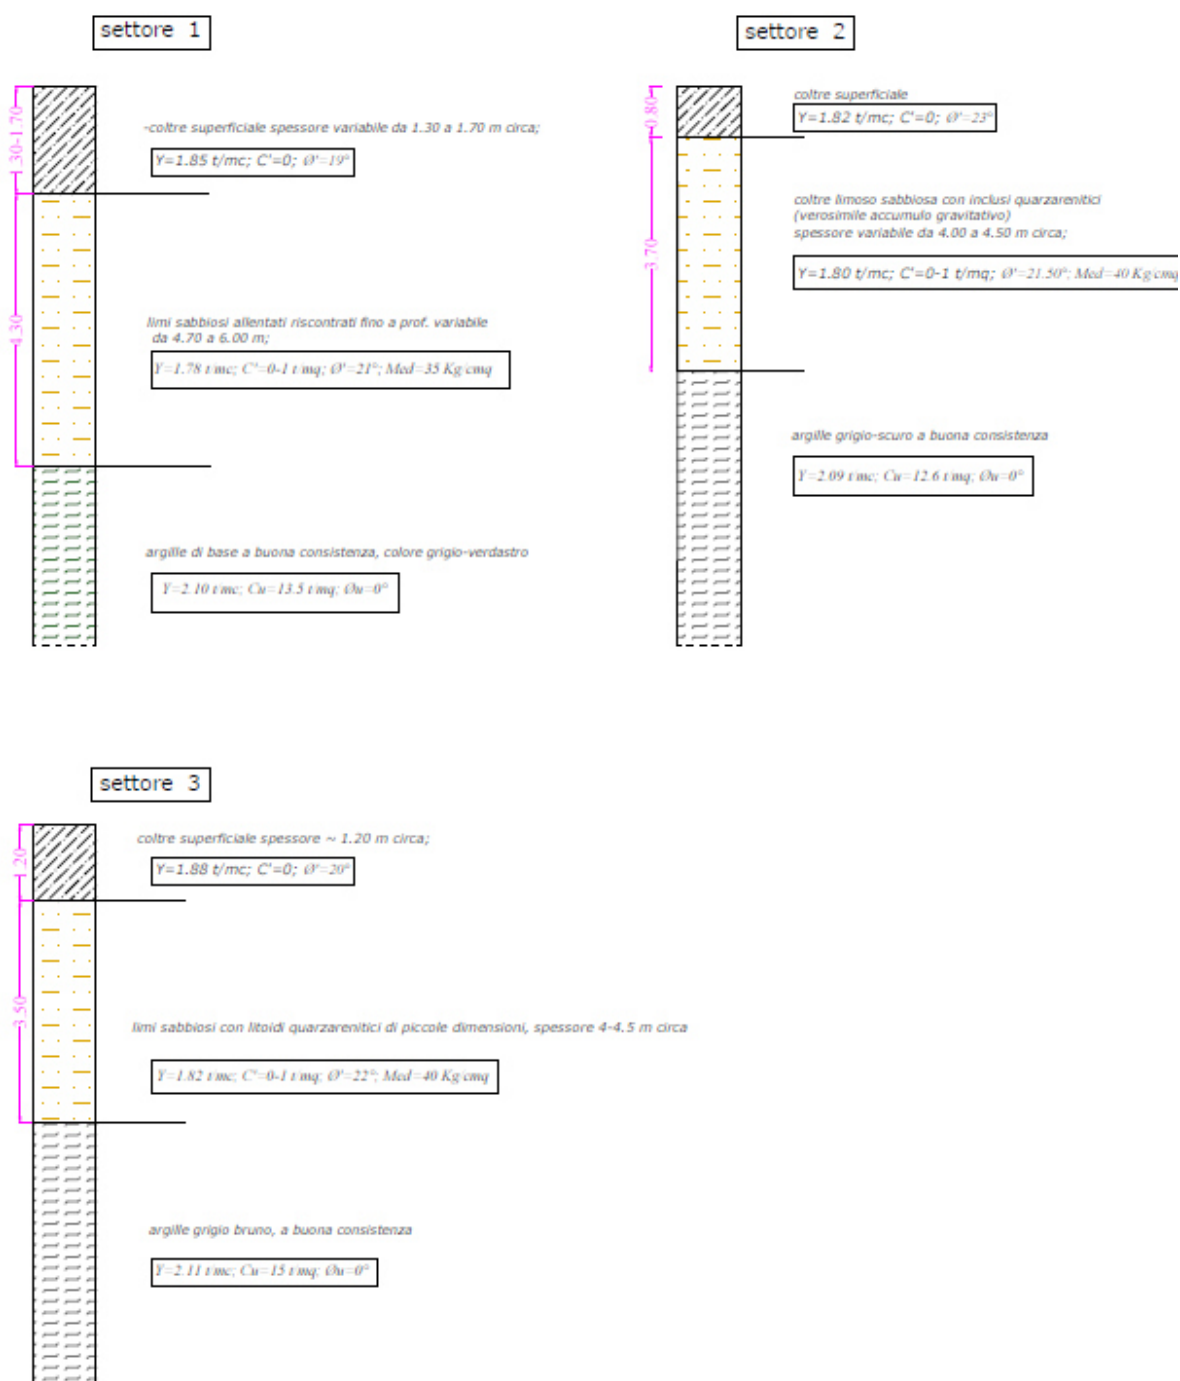 settore 1
1.30-1.70
-coltre superficiale spessore variabile da 1.30 a 1.70 m circa;
Y=1.85 t/mc; C'=0; Ø'=19°
4.30
limi sabbiosi allentati riscontrati fino a prof. variabile
da 4.70 a 6.00 m;
Y=1.78 t/mc; C'=0-1 t/mq; Ø'=21°; Med=35 Kg/cmq
argille di base a buona consistenza, colore grigio-verdastro
Y=2.10 t/mc; Cu=13.5 t/mq; Øu=0°
settore 2
0.80
coltre superficiale
Y=1.82 t/mc; C'=0; Ø'=23°
3.70
coltre limoso sabbiosa con inclusi quarzarenitici
(verosimile accumulo gravitativo)
spessore variabile da 4.00 a 4.50 m circa;
Y=1.80 t/mc; C'=0-1 t/mq; Ø'=21.50°; Med=40 Kg/cmq
argille grigio-scuro a buona consistenza
Y=2.09 t/mc; Cu=12.6 t/mq; Øu=0°
settore 3
1.20
coltre superficiale spessore ~ 1.20 m circa;
Y=1.88 t/mc; C'=0; Ø'=20°
3.50
limi sabbiosi con litoidi quarzarenitici di piccole dimensioni, spessore 4-4.5 m circa
Y=1.82 t/mc; C'=0-1 t/mq; Ø'=22°; Med=40 Kg/cmq
argille grigio bruno, a buona consistenza
Y=2.11 t/mc; Cu=15 t/mq; Øu=0°